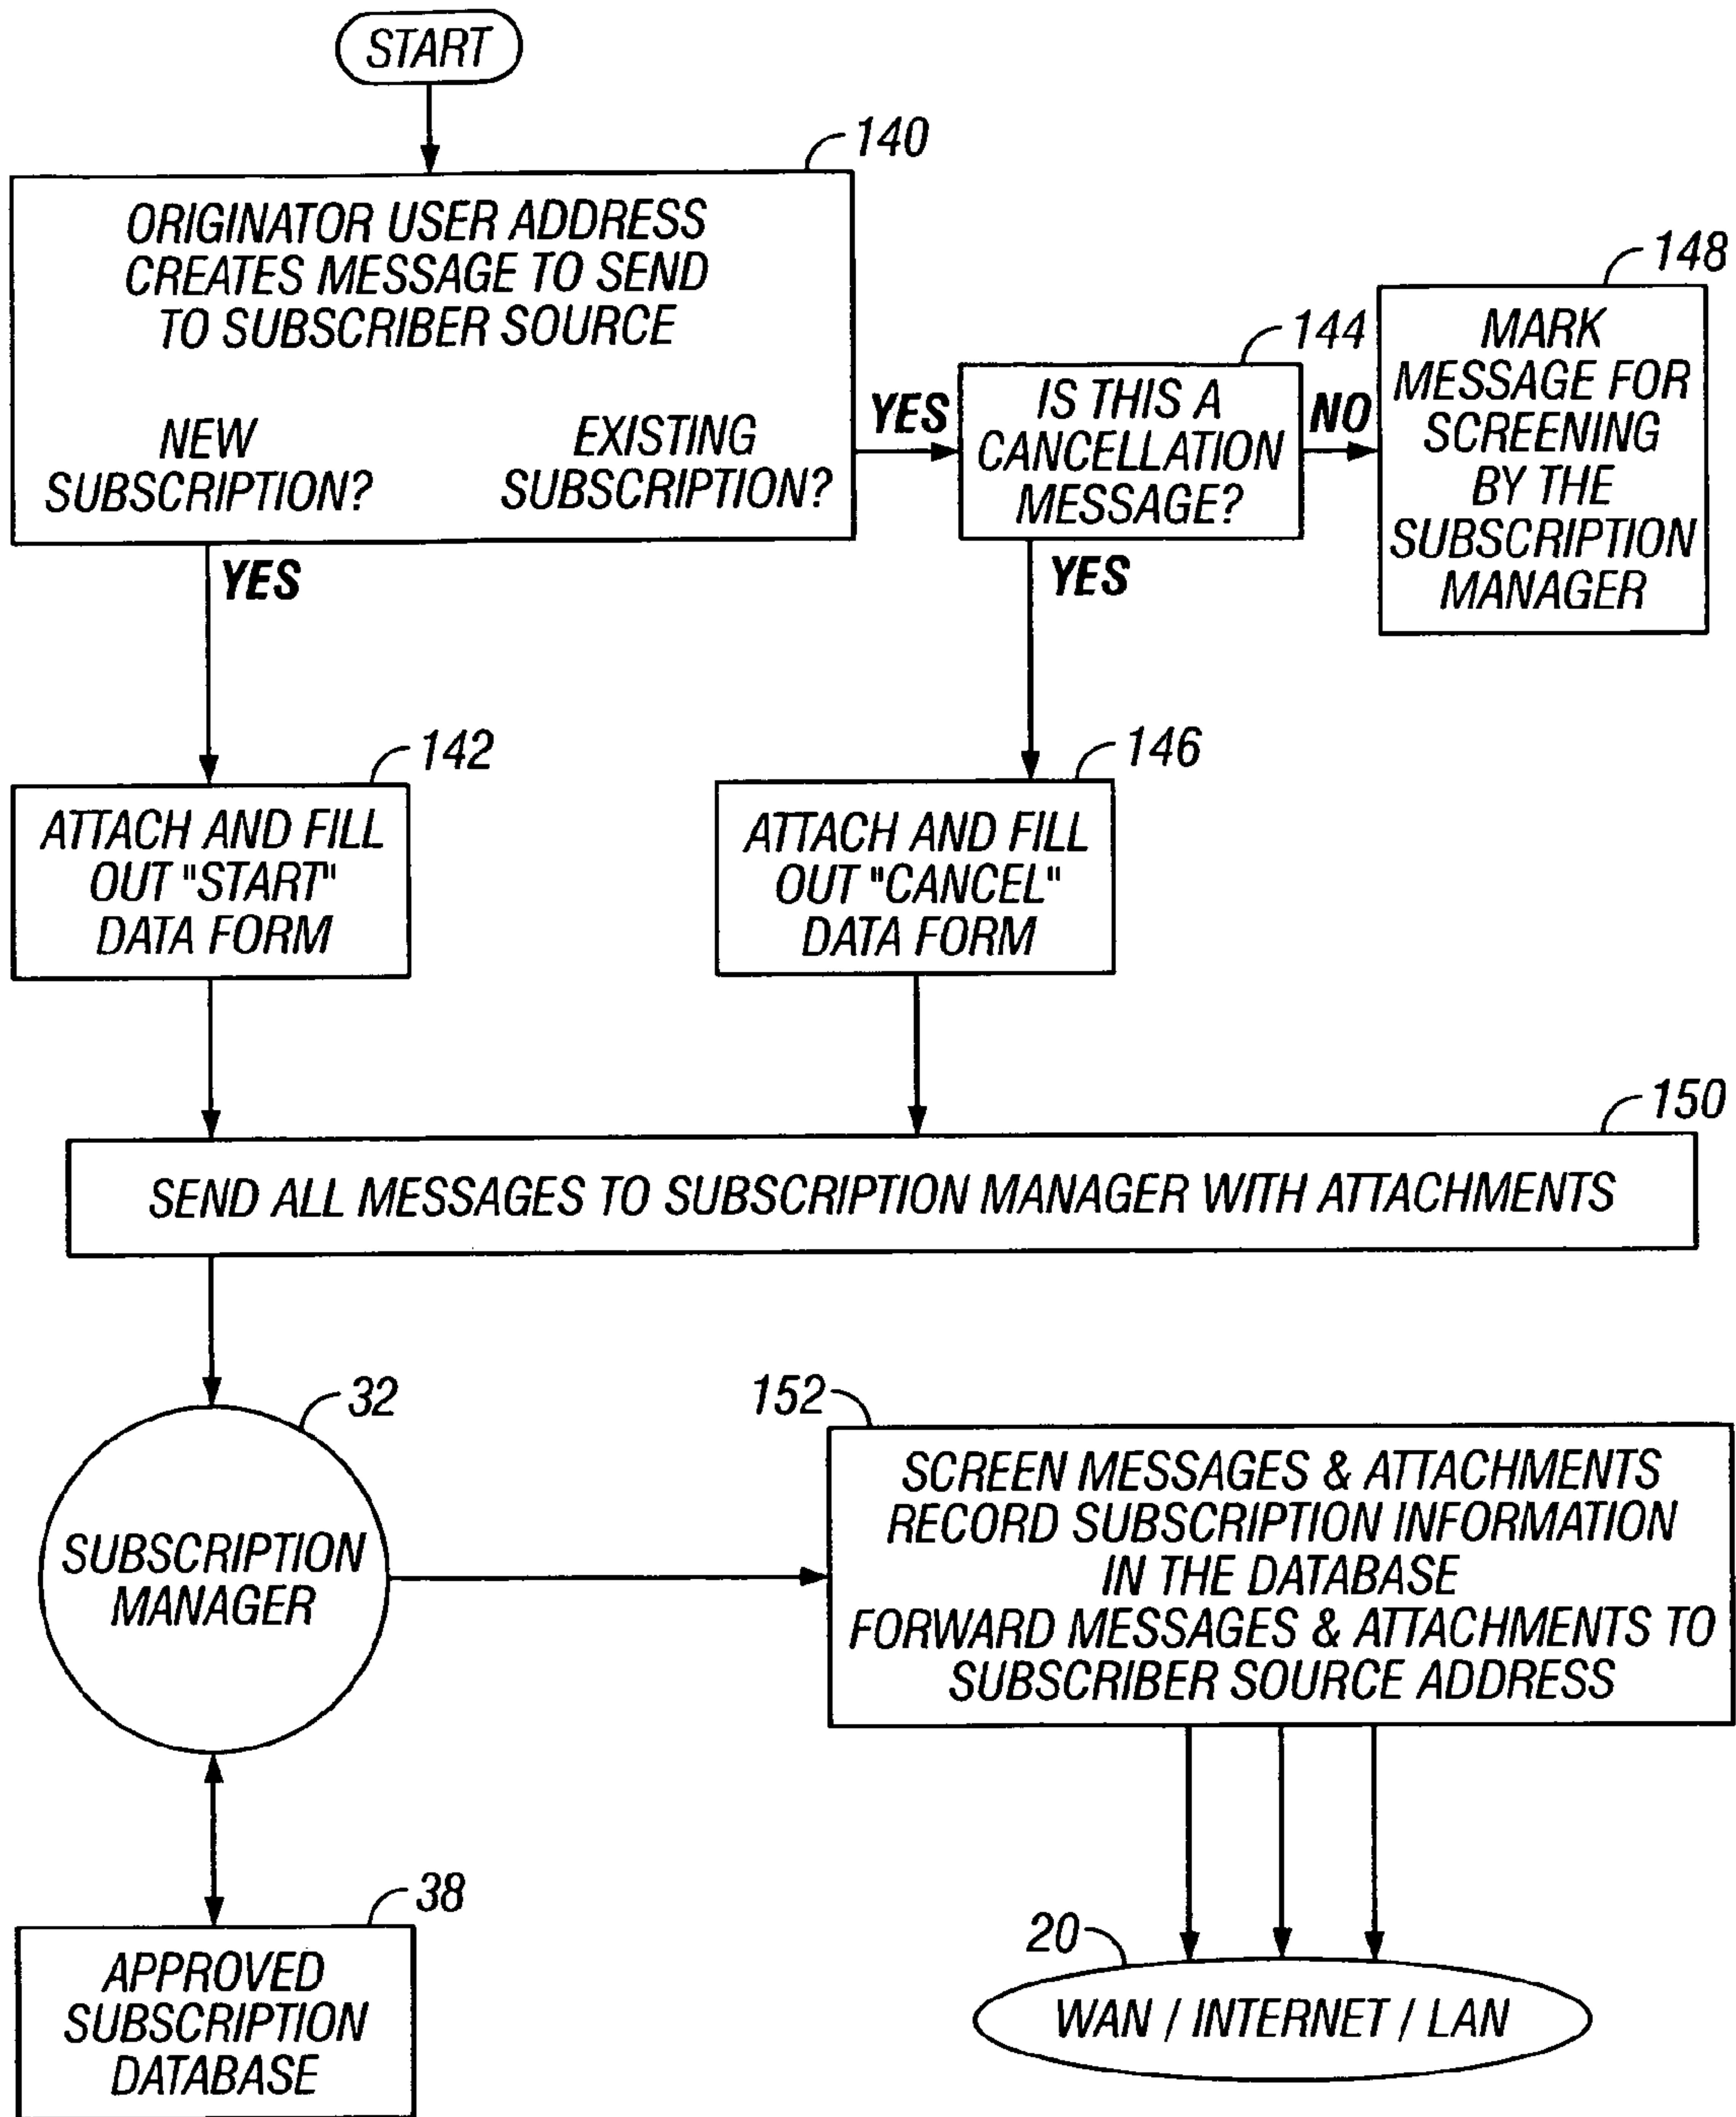 START
140
ORIGINATOR USER ADDRESS
CREATES MESSAGE TO SEND
TO SUBSCRIBER SOURCE
NEW
SUBSCRIPTION?
EXISTING
SUBSCRIPTION?
YES
144
IS THIS A
CANCELLATION
MESSAGE?
NO
148
MARK
MESSAGE FOR
SCREENING
BY THE
SUBSCRIPTION
MANAGER
YES
YES
142
ATTACH AND FILL
OUT "START"
DATA FORM
146
ATTACH AND FILL
OUT "CANCEL"
DATA FORM
150
SEND ALL MESSAGES TO SUBSCRIPTION MANAGER WITH ATTACHMENTS
32
SUBSCRIPTION
MANAGER
152
SCREEN MESSAGES & ATTACHMENTS
RECORD SUBSCRIPTION INFORMATION
IN THE DATABASE
FORWARD MESSAGES & ATTACHMENTS TO
SUBSCRIBER SOURCE ADDRESS
38
APPROVED
SUBSCRIPTION
DATABASE
20
WAN / INTERNET / LAN